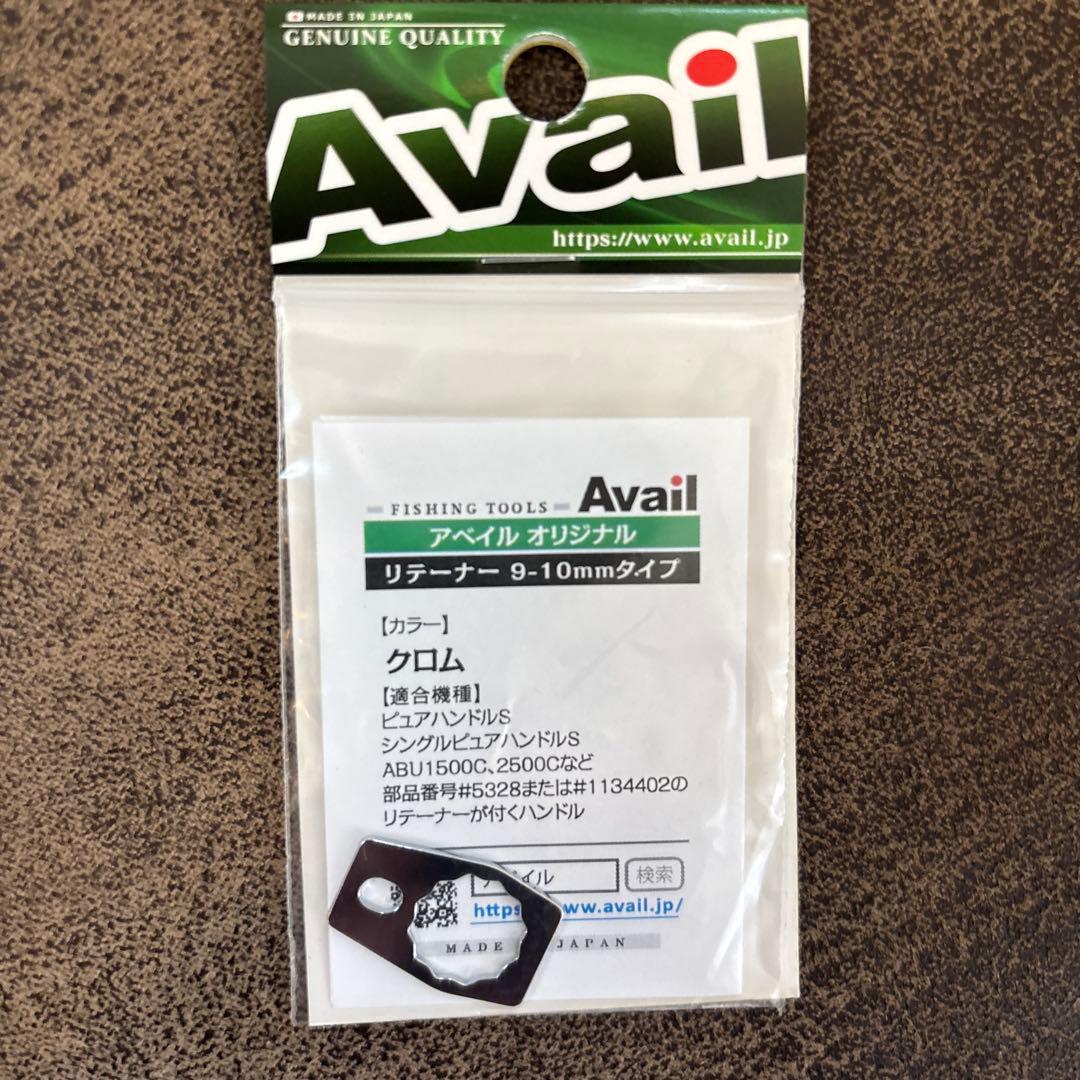 MADE IN JAPAN
GENUINE QUALITY
Avail
https://www.avail.jp
FISHING TOOLS Avail
アベイル オリジナル
リテーナー 9-10mmタイプ
【カラー】
クロム
【適合機種】
ピュアハンドルS
シングルピュアハンドルS
ABU1500C、2500Cなど
部品番号#5328または#1134402の
リテーナーが付くハンドル
検索
www.avail.jp/
MADE JAPAN